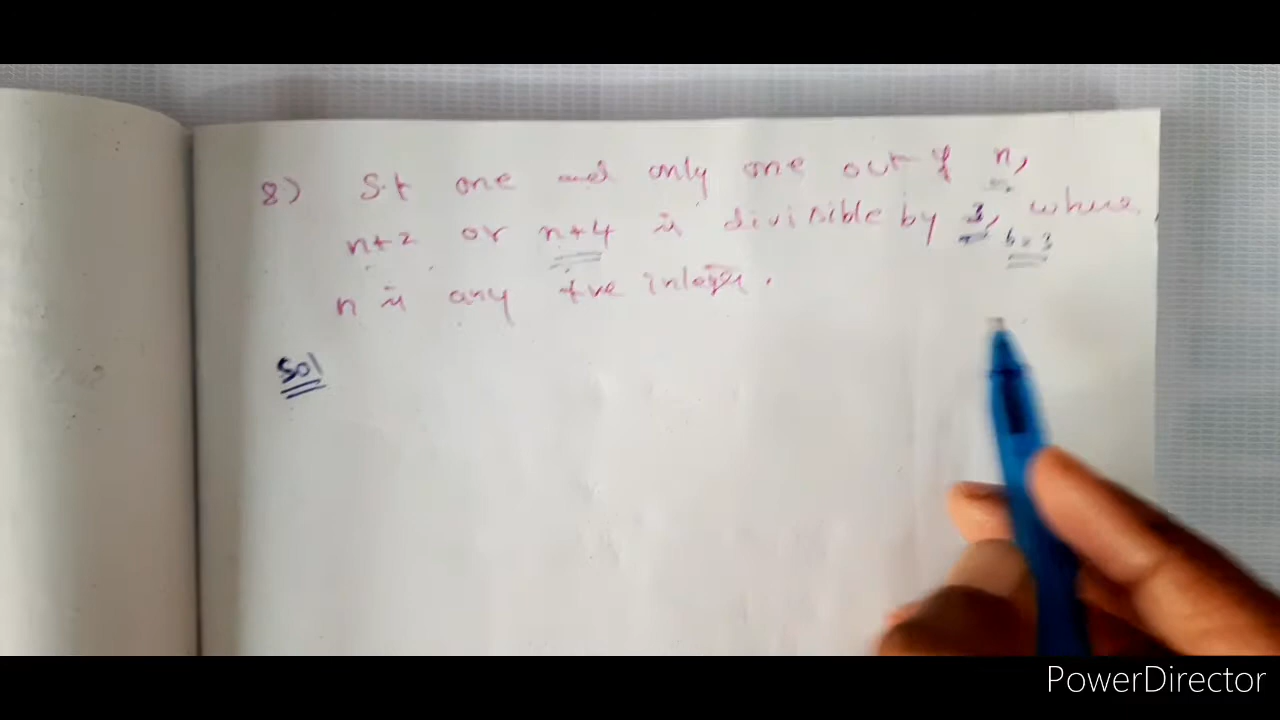 8) S.t one and only one out of n,
n+2 or n+4 is divisible by 3, where
b=3
n is any +ve integer.
Sol
PowerDirector